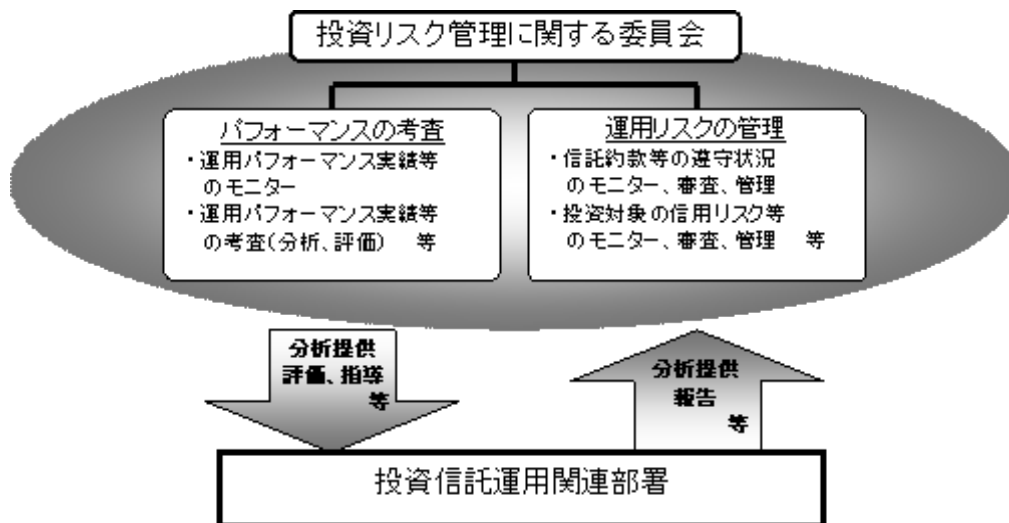 投資リスク管理に関する委員会
パフォーマンスの考査
・運用パフォーマンス実績等
のモニター
・運用パフォーマンス実績等
の考査(分析、評価) 等
運用リスクの管理
・信託約款等の遵守状況
のモニター、審査、管理
・投資対象の信用リスク等
のモニター、審査、管理 等
分析提供
評価、指導
等
分析提供
報告
等
投資信託運用関連部署